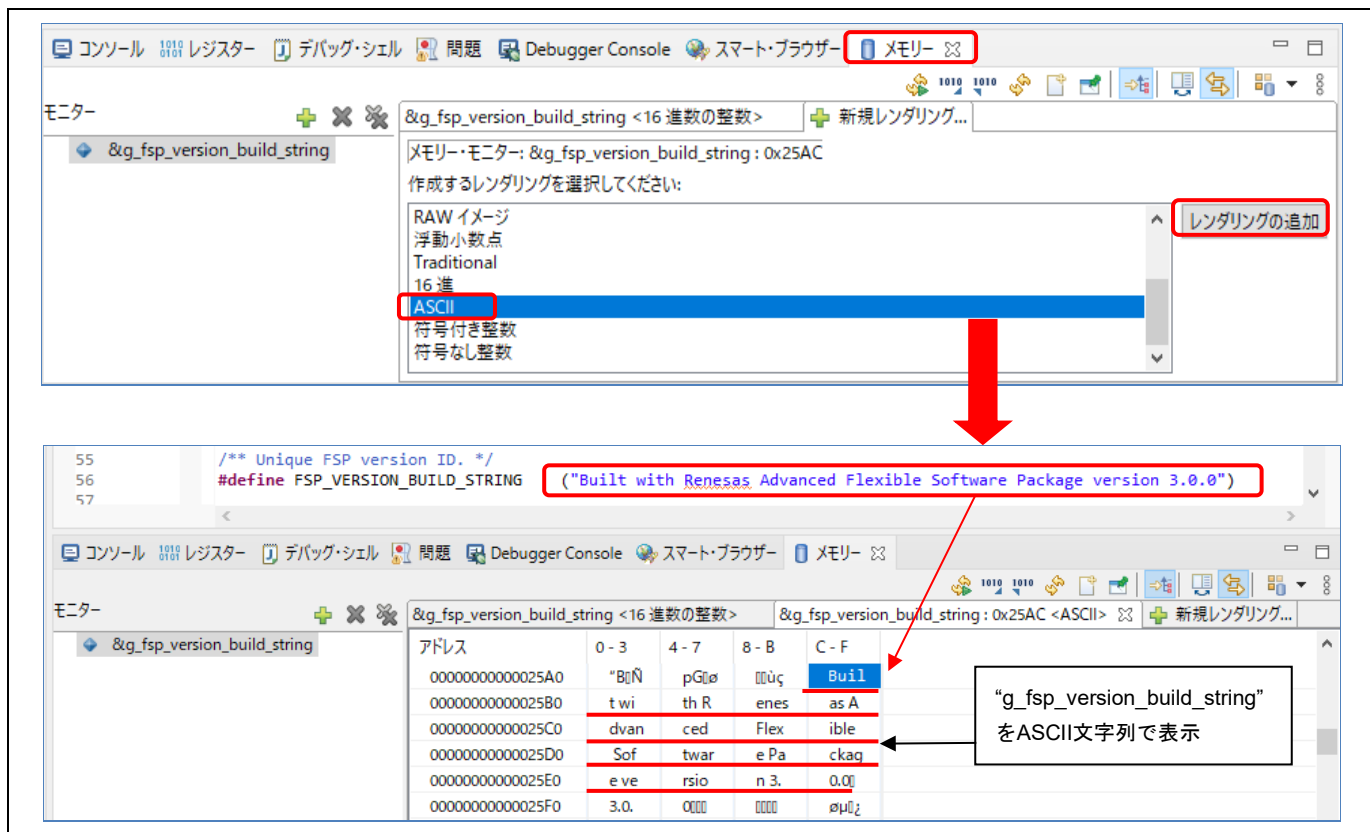 コンソール レジスター デバッグ・シェル 問題 Debugger Console スマート・ブラウザー メモリー
モニター &g_fsp_version_build_string <16 進数の整数> 新規レンダリング...
&g_fsp_version_build_string メモリー・モニター: &g_fsp_version_build_string : 0x25AC
作成するレンダリングを選択してください:
RAW イメージ レンダリングの追加
浮動小数点
Traditional
16 進
ASCII
符号付き整数
符号なし整数
55 /** Unique FSP version ID. */
56 #define FSP_VERSION_BUILD_STRING ("Built with Renesas Advanced Flexible Software Package version 3.0.0")
57
コンソール レジスター デバッグ・シェル 問題 Debugger Console スマート・ブラウザー メモリー
モニター &g_fsp_version_build_string <16 進数の整数> &g_fsp_version_build_string : 0x25AC <ASCII> 新規レンダリング...
&g_fsp_version_build_string アドレス 0 - 3 4 - 7 8 - B C - F
00000000000025A0 Buil
00000000000025B0 t wi th R enes as A
00000000000025C0 dvan ced Flex ible
00000000000025D0 Sof twar e Pa ckag
00000000000025E0 e ve rsio n 3. 0.0
00000000000025F0 3.0. 0
“g_fsp_version_build_string”
をASCII文字列で表示